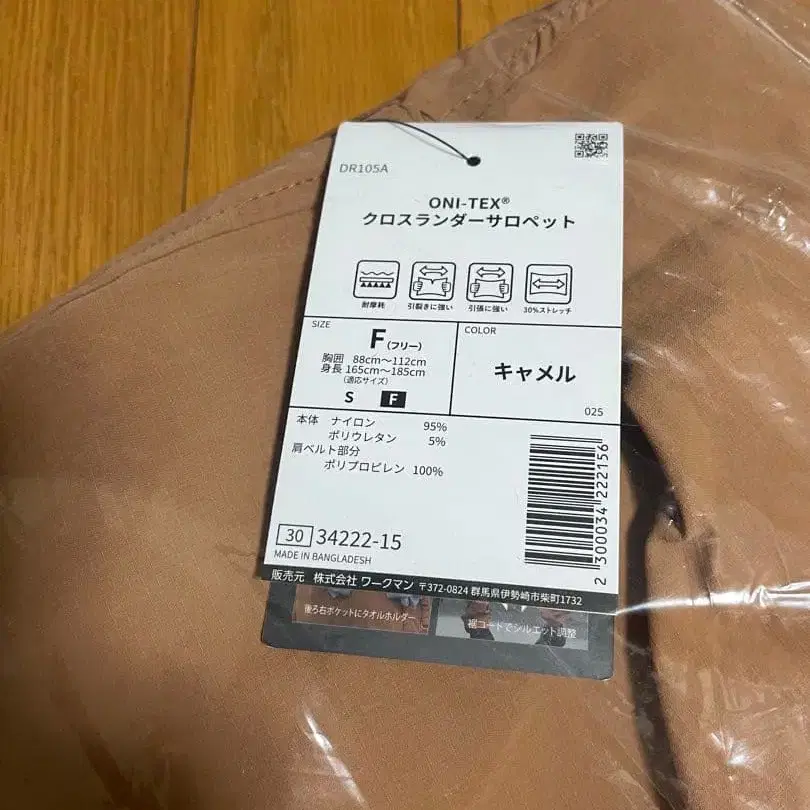 DR105A
ONI-TEX®
クロスランダーサロペット
耐摩耗 引裂きに強い 引張に強い 30%ストレッチ
SIZE
F (フリー)
胸囲 88cm〜112cm
身長 165cm〜185cm
(適応サイズ)
S F
COLOR
キャメル
025
本体 ナイロン 95%
ポリウレタン 5%
肩ベルト部分
ポリプロピレン 100%
30 34222-15
MADE IN BANGLADESH
2 300034 222156
販売元 株式会社 ワークマン 〒372-0824 群馬県伊勢崎市柴町1732
後ろ右ポケットにタオルホルダー
裾コードでシルエット調整